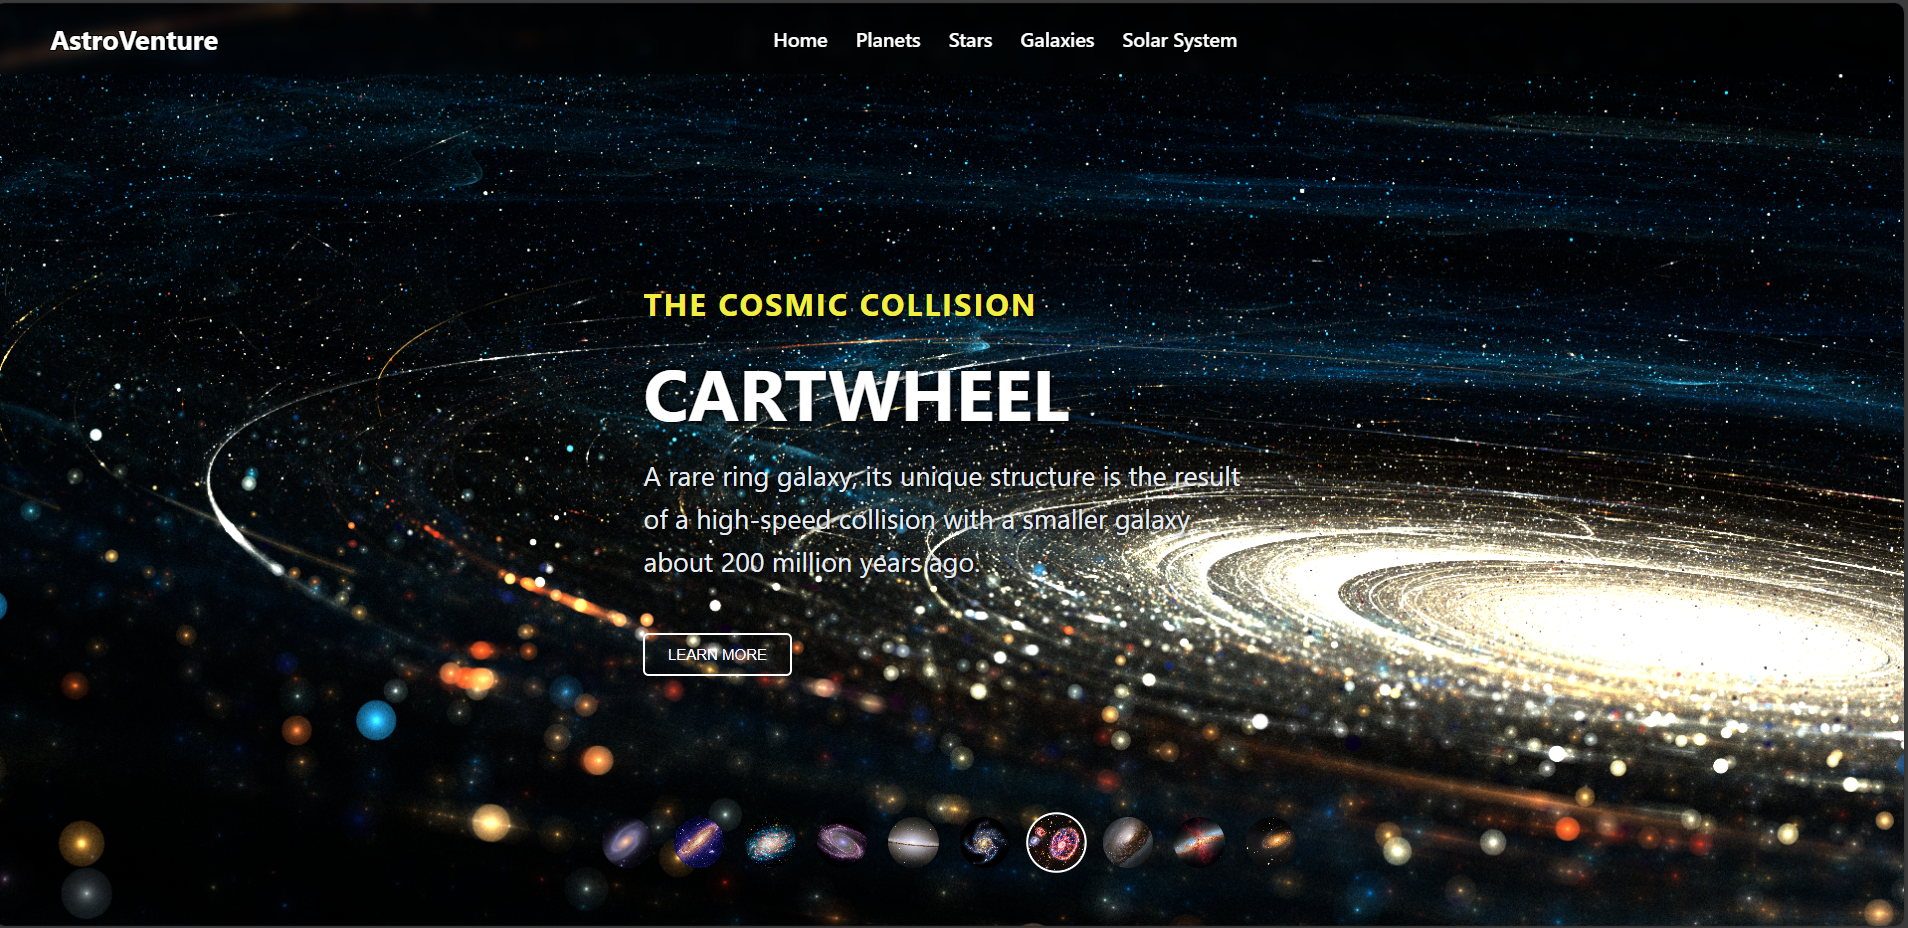 AstroVenture
Home Planets Stars Galaxies Solar System
THE COSMIC COLLISION
CARTWHEEL
A rare ring galaxy, its unique structure is the result
of a high-speed collision with a smaller galaxy
about 200 million years ago.
LEARN MORE